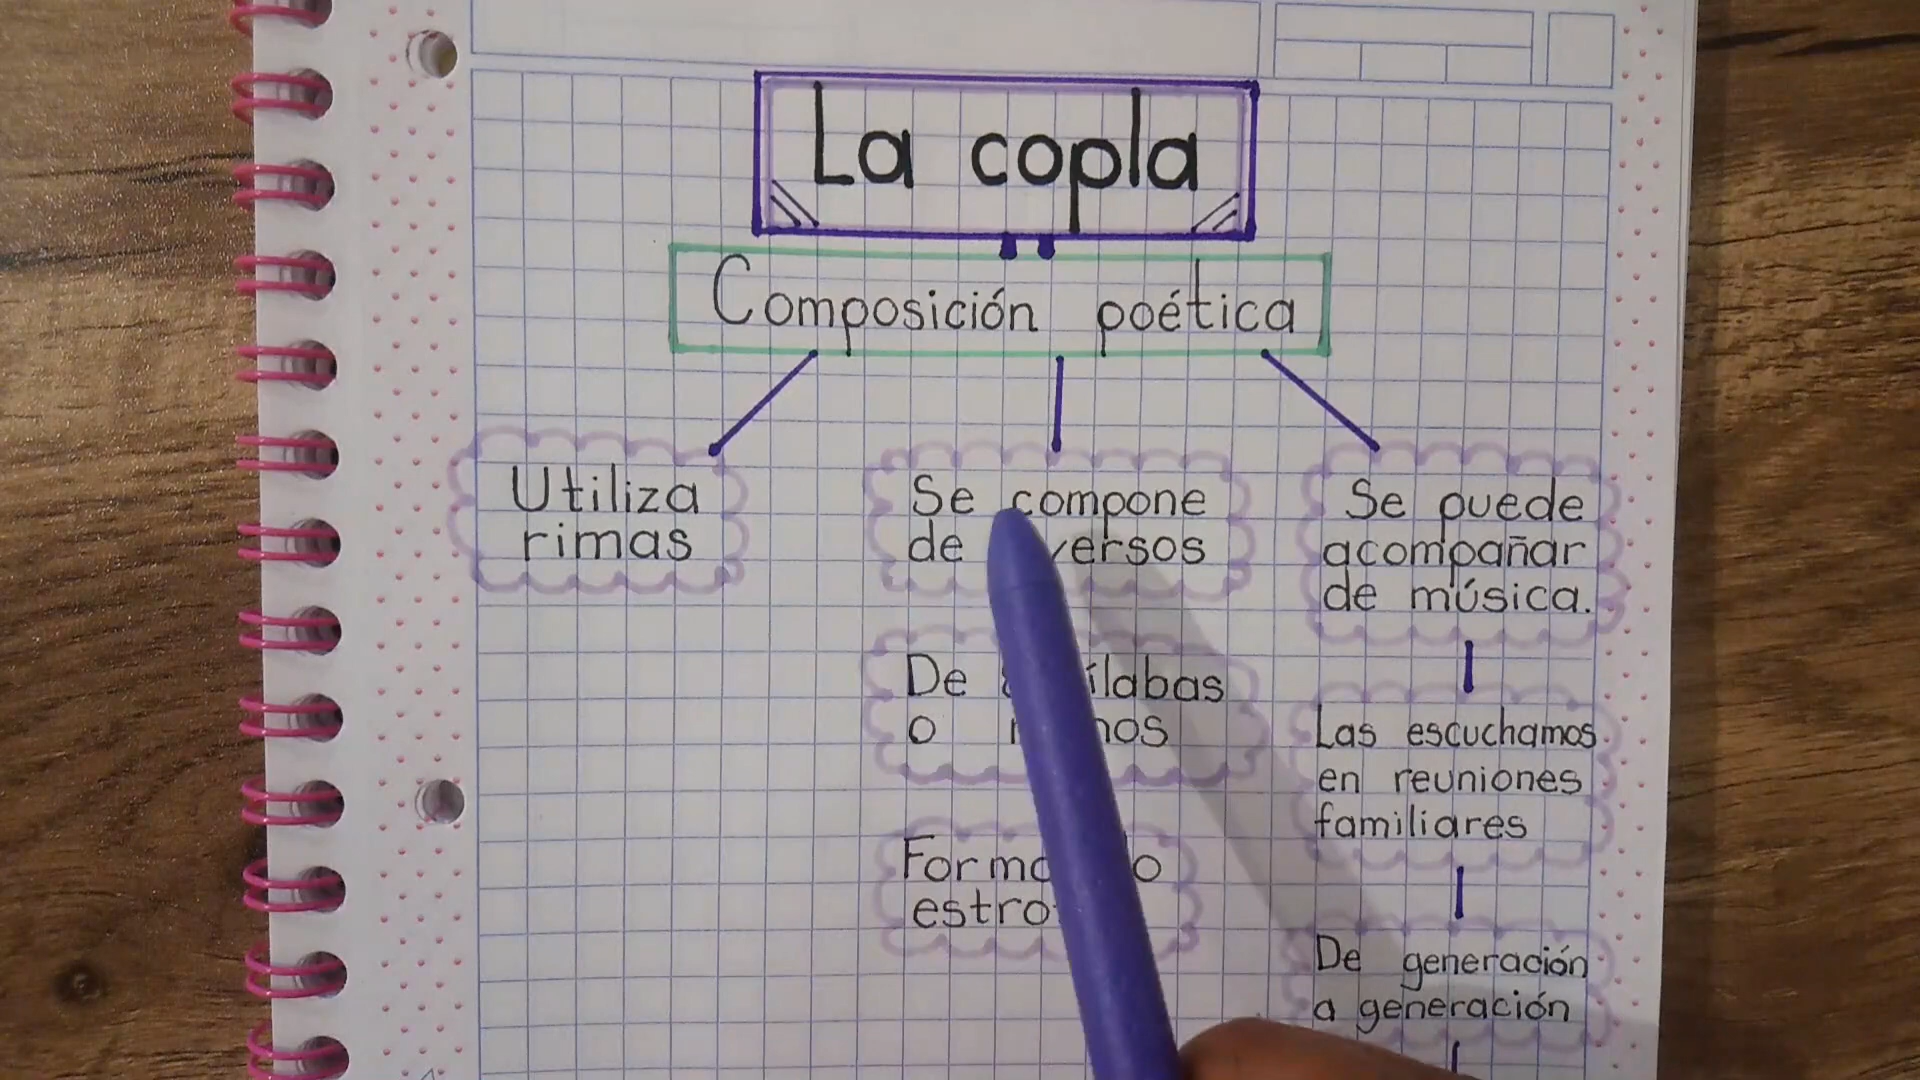 La copla
Composición poética
Utiliza
rimas
Se compone
de versos
De
o
estro
Se puede
acompañar
de música.
Las escuchamos
en reuniones
familiares
De generación
a generación